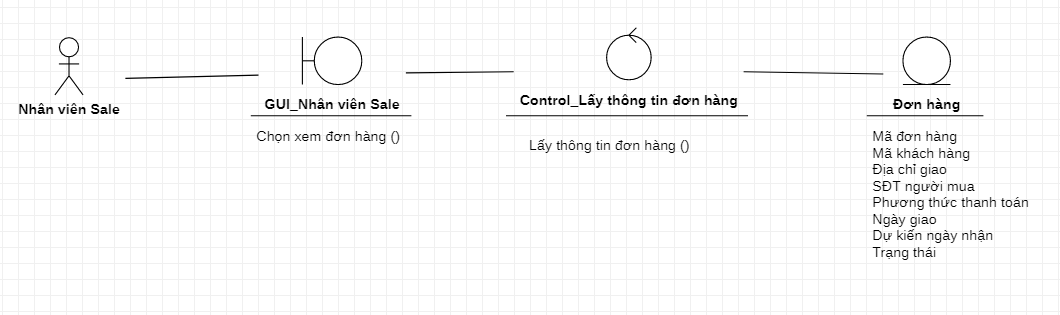 Nhân viên Sale
GUI_Nhân viên Sale
Chọn xem đơn hàng ()
Control_Lấy thông tin đơn hàng
Lấy thông tin đơn hàng ()
Đơn hàng
Mã đơn hàng
Mã khách hàng
Địa chỉ giao
SĐT người mua
Phương thức thanh toán
Ngày giao
Dự kiến ngày nhận
Trạng thái